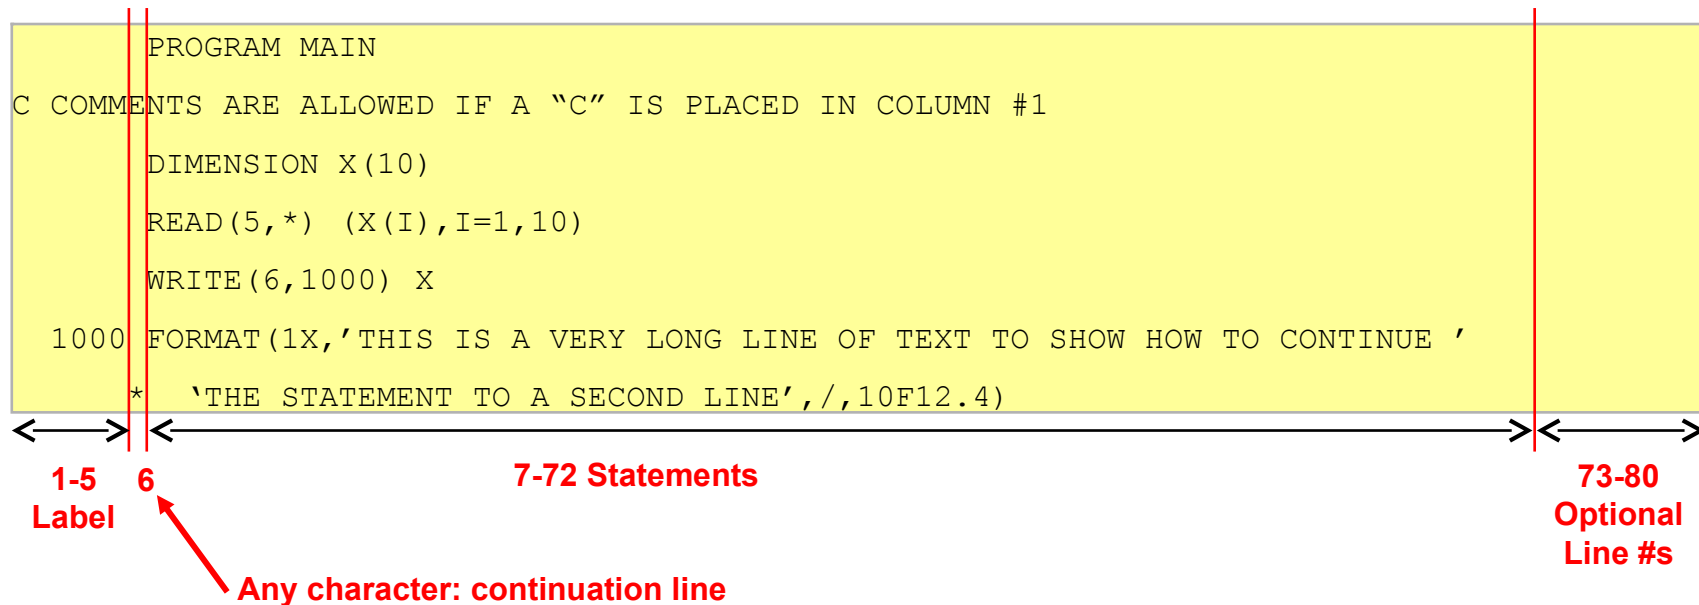 PROGRAM MAIN
C COMMENTS ARE ALLOWED IF A “C” IS PLACED IN COLUMN #1
DIMENSION X(10)
READ(5,*) (X(I),I=1,10)
WRITE(6,1000) X
1000 FORMAT(1X,’THIS IS A VERY LONG LINE OF TEXT TO SHOW HOW TO CONTINUE ’
* ‘THE STATEMENT TO A SECOND LINE’,/,10F12.4)
1-5 6 7-72 Statements 73-80
Label Optional
Line #s
Any character: continuation line